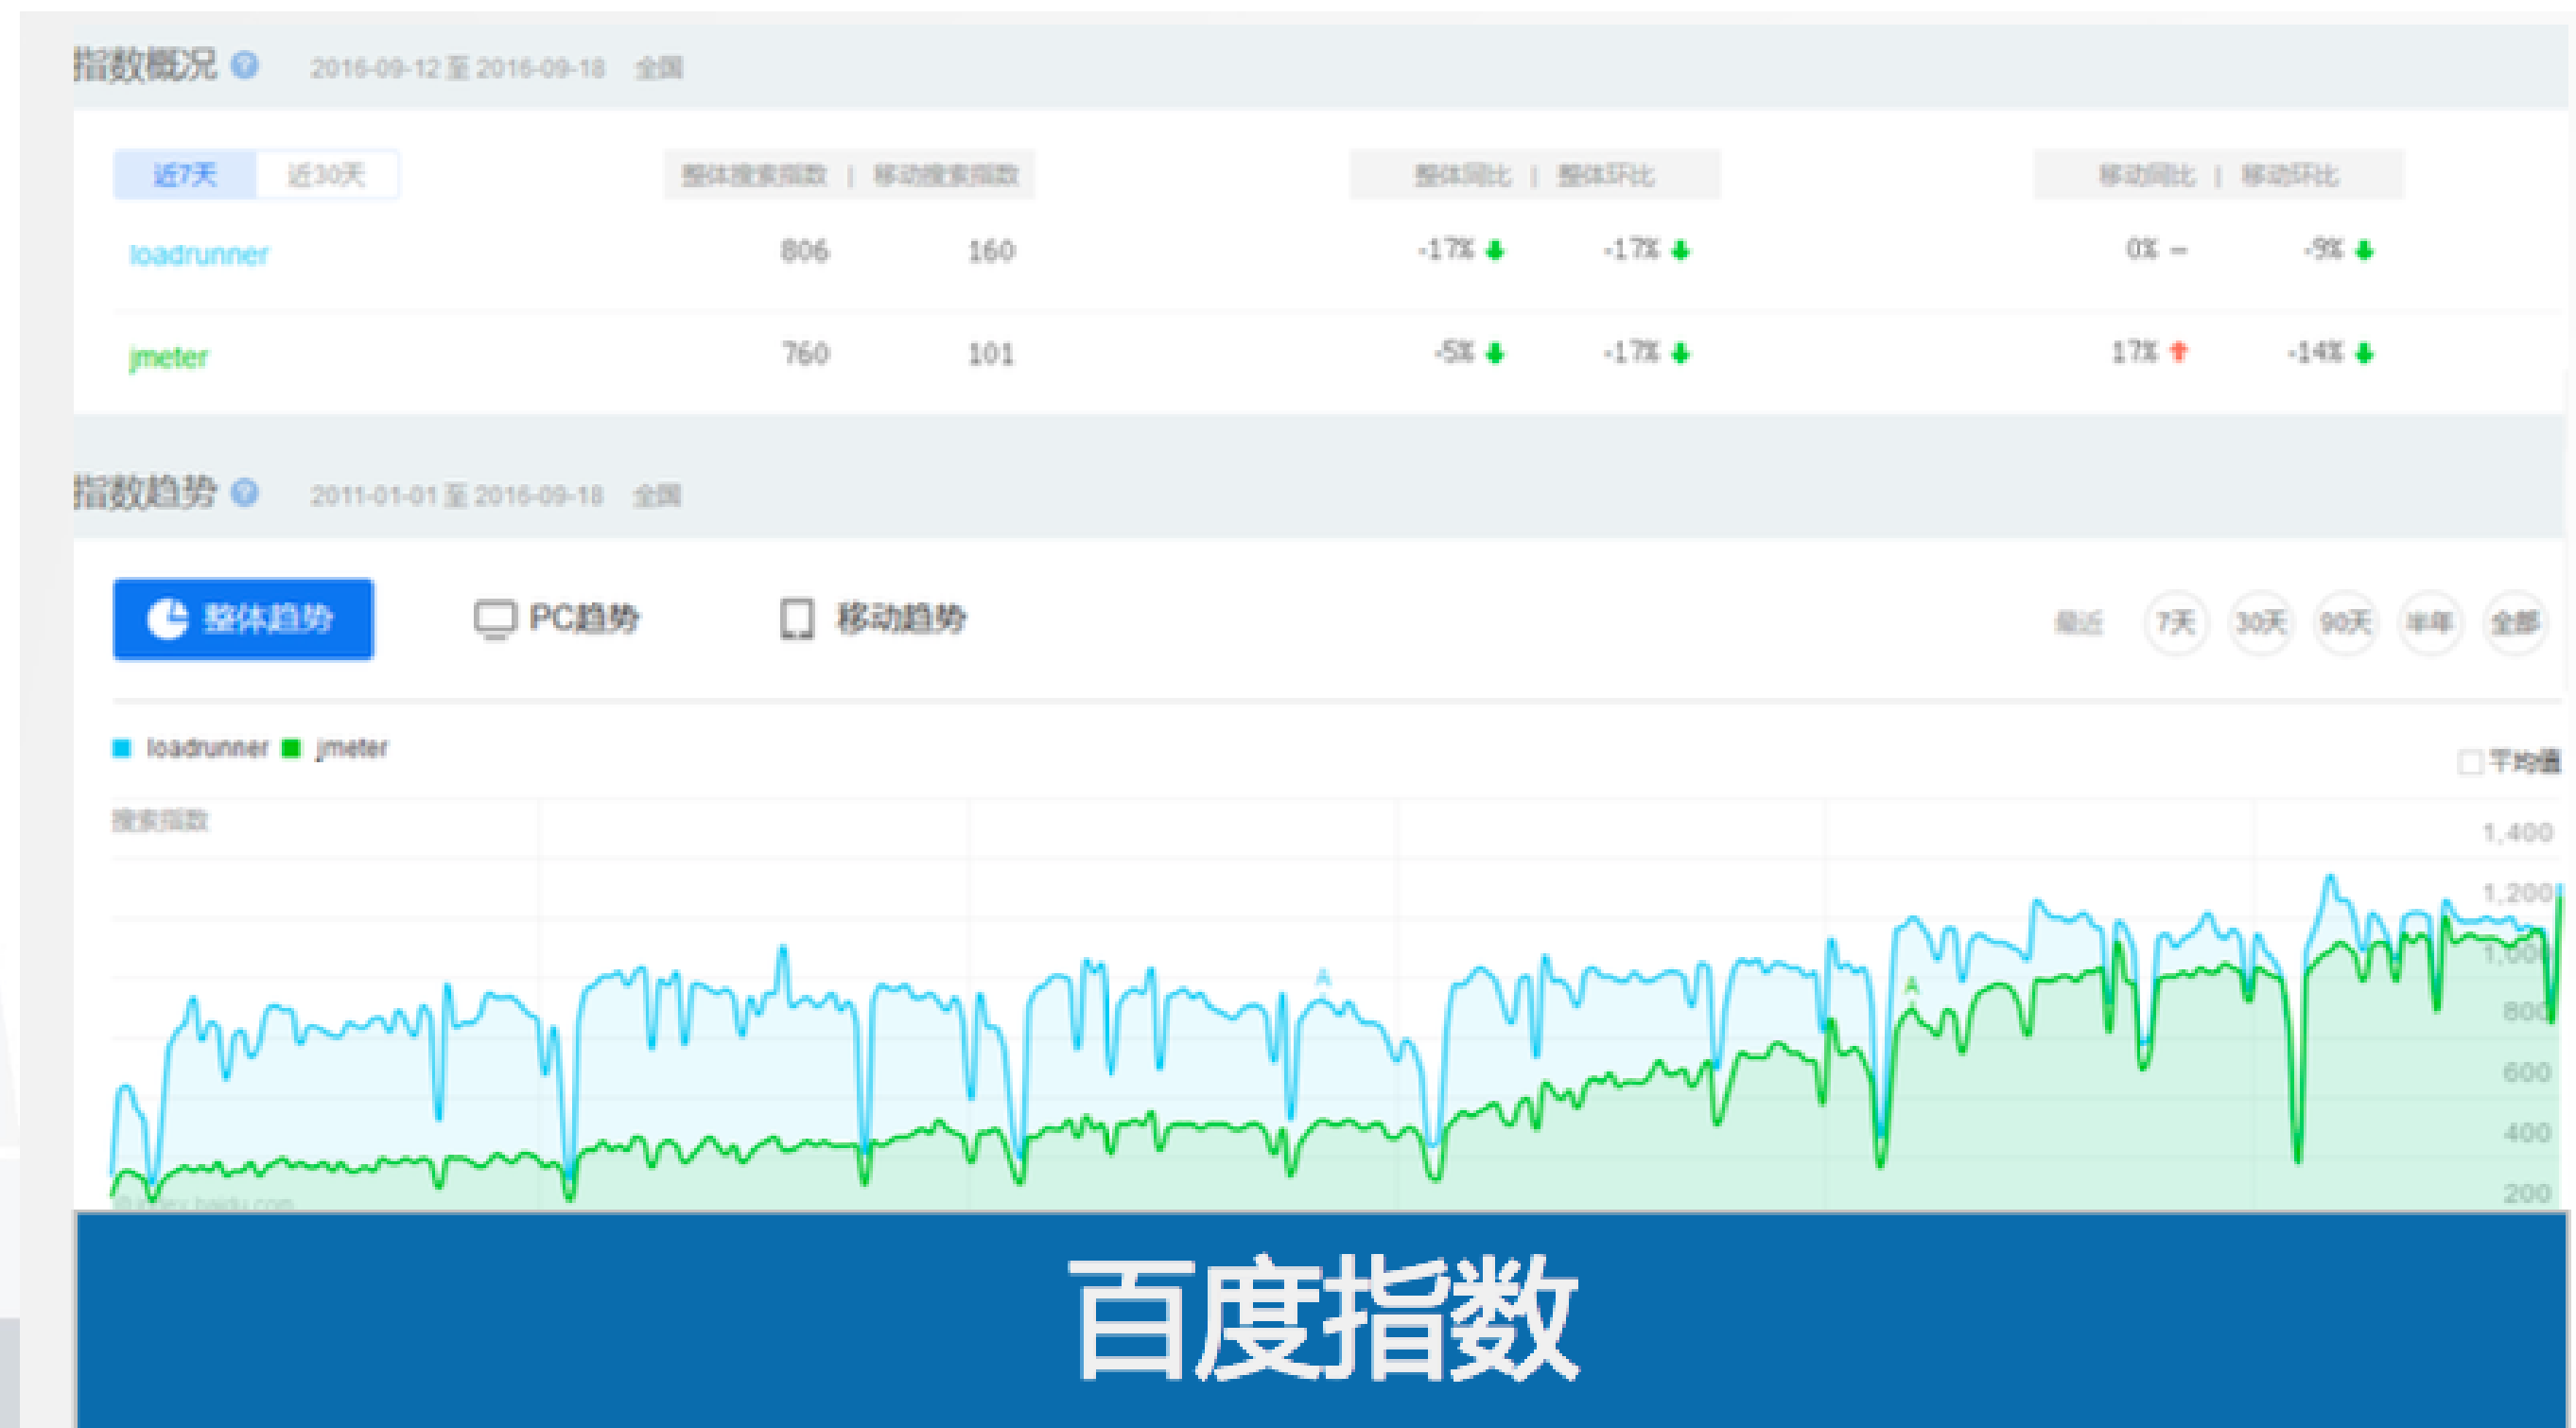 指数概况 ? 2016-09-12 至 2016-09-18 全国
近7天 近30天 整体搜索指数 | 移动搜索指数 整体同比 | 整体环比 移动同比 | 移动环比
loadrunner 806 160 -17% -17% 0% - -9%
jmeter 760 101 -5% -17% 17% -14%
指数趋势 ? 2011-01-01 至 2016-09-18 全国
整体趋势 PC趋势 移动趋势 最近 7天 30天 90天 半年 全部
loadrunner jmeter
平均值
搜索指数
1,400
1,200
A
1,000
A
800
600
400
200
© index.baidu.com
百度指数